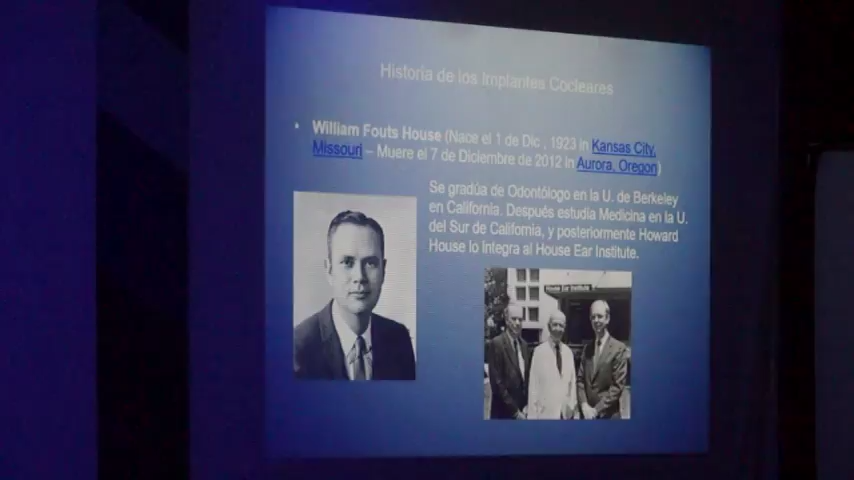 Historia de los Implantes Cocleares
• William Fouts House (Nace el 1 de Dic , 1923 in Kansas City,
Missouri – Muere el 7 de Diciembre de 2012 in Aurora, Oregon)
Se gradúa de Odontólogo en la U. de Berkeley
en California. Después estudia Medicina en la U.
del Sur de California, y posteriormente Howard
House lo integra al House Ear Institute.
House Ear Institute